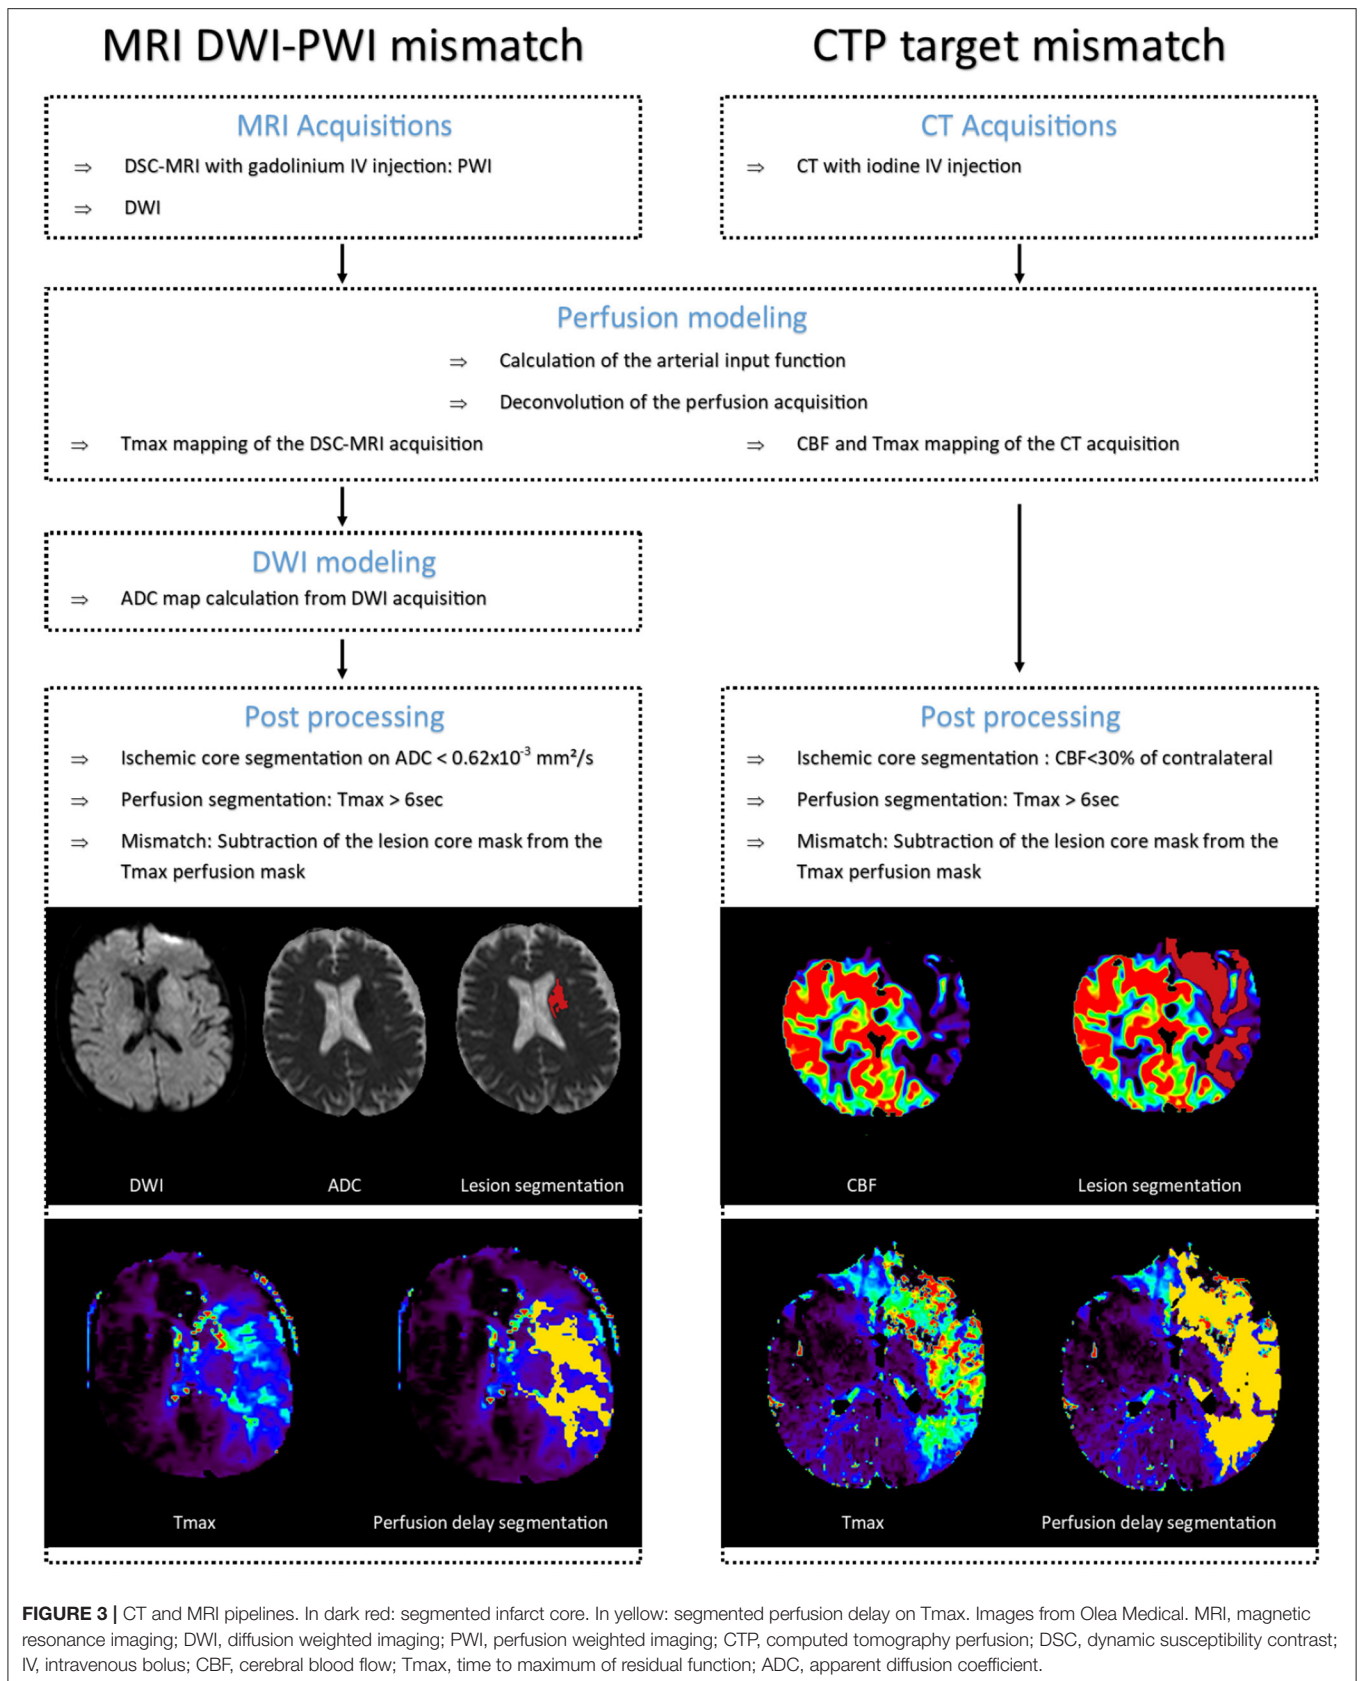 MRI DWI-PWI mismatch
CTP target mismatch
MRI Acquisitions
⇒ DSC-MRI with gadolinium IV injection: PWI
⇒ DWI
CT Acquisitions
⇒ CT with iodine IV injection
Perfusion modeling
⇒ Calculation of the arterial input function
⇒ Deconvolution of the perfusion acquisition
⇒ Tmax mapping of the DSC-MRI acquisition
⇒ CBF and Tmax mapping of the CT acquisition
DWI modeling
⇒ ADC map calculation from DWI acquisition
Post processing
⇒ Ischemic core segmentation on ADC < 0.62x10⁻³ mm²/s
⇒ Perfusion segmentation: Tmax > 6sec
⇒ Mismatch: Subtraction of the lesion core mask from the
Tmax perfusion mask
DWI
ADC
Lesion segmentation
Tmax
Perfusion delay segmentation
Post processing
⇒ Ischemic core segmentation : CBF<30% of contralateral
⇒ Perfusion segmentation: Tmax > 6sec
⇒ Mismatch: Subtraction of the lesion core mask from the
Tmax perfusion mask
CBF
Lesion segmentation
Tmax
Perfusion delay segmentation
FIGURE 3 | CT and MRI pipelines. In dark red: segmented infarct core. In yellow: segmented perfusion delay on Tmax. Images from Olea Medical. MRI, magnetic
resonance imaging; DWI, diffusion weighted imaging; PWI, perfusion weighted imaging; CTP, computed tomography perfusion; DSC, dynamic susceptibility contrast;
IV, intravenous bolus; CBF, cerebral blood flow; Tmax, time to maximum of residual function; ADC, apparent diffusion coefficient.